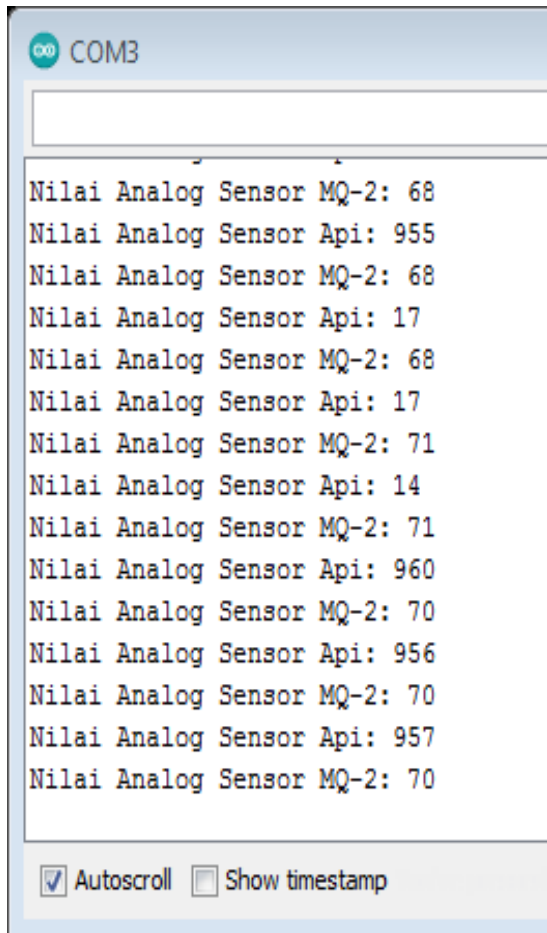 COM3
Nilai Analog Sensor MQ-2: 68
Nilai Analog Sensor Api: 955
Nilai Analog Sensor MQ-2: 68
Nilai Analog Sensor Api: 17
Nilai Analog Sensor MQ-2: 68
Nilai Analog Sensor Api: 17
Nilai Analog Sensor MQ-2: 71
Nilai Analog Sensor Api: 14
Nilai Analog Sensor MQ-2: 71
Nilai Analog Sensor Api: 960
Nilai Analog Sensor MQ-2: 70
Nilai Analog Sensor Api: 956
Nilai Analog Sensor MQ-2: 70
Nilai Analog Sensor Api: 957
Nilai Analog Sensor MQ-2: 70
Autoscroll Show timestamp